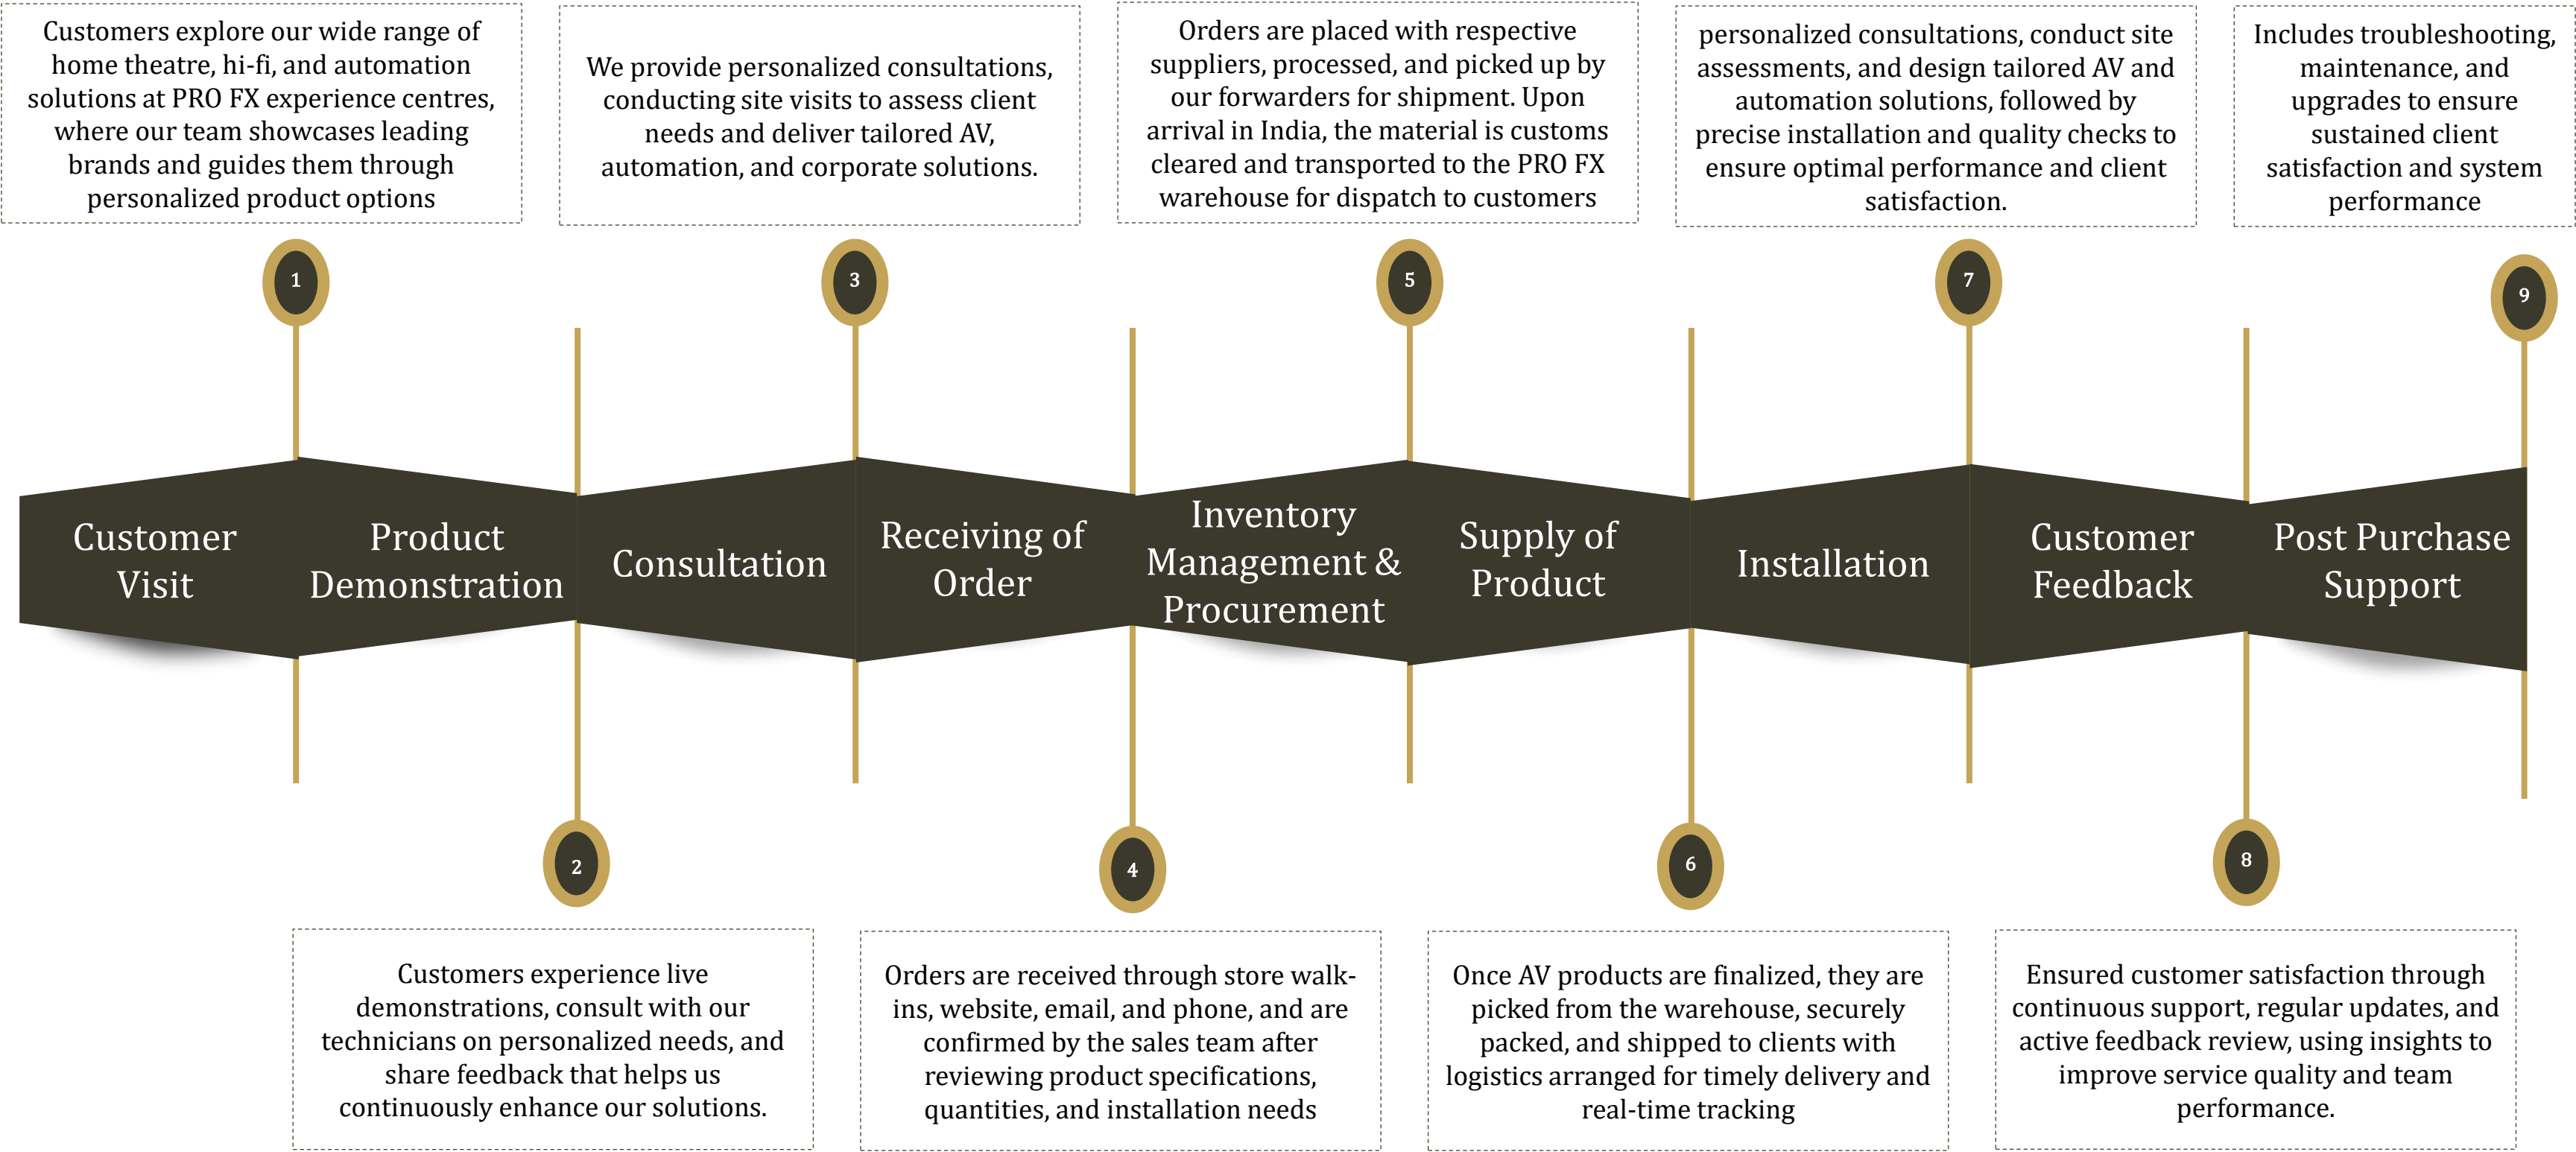 Customers explore our wide range of
home theatre, hi-fi, and automation
solutions at PRO FX experience centres,
where our team showcases leading
brands and guides them through
personalized product options
We provide personalized consultations,
conducting site visits to assess client
needs and deliver tailored AV,
automation, and corporate solutions.
Orders are placed with respective
suppliers, processed, and picked up by
our forwarders for shipment. Upon
arrival in India, the material is customs
cleared and transported to the PRO FX
warehouse for dispatch to customers
personalized consultations, conduct site
assessments, and design tailored AV and
automation solutions, followed by
precise installation and quality checks to
ensure optimal performance and client
satisfaction.
Includes troubleshooting,
maintenance, and
upgrades to ensure
sustained client
satisfaction and system
performance
1
3
5
7
9
Customer
Visit
Product
Demonstration
Consultation
Receiving of
Order
Inventory
Management &
Procurement
Supply of
Product
Installation
Customer
Feedback
Post Purchase
Support
2
4
6
8
Customers experience live
demonstrations, consult with our
technicians on personalized needs, and
share feedback that helps us
continuously enhance our solutions.
Orders are received through store walk-
ins, website, email, and phone, and are
confirmed by the sales team after
reviewing product specifications,
quantities, and installation needs
Once AV products are finalized, they are
picked from the warehouse, securely
packed, and shipped to clients with
logistics arranged for timely delivery and
real-time tracking
Ensured customer satisfaction through
continuous support, regular updates, and
active feedback review, using insights to
improve service quality and team
performance.